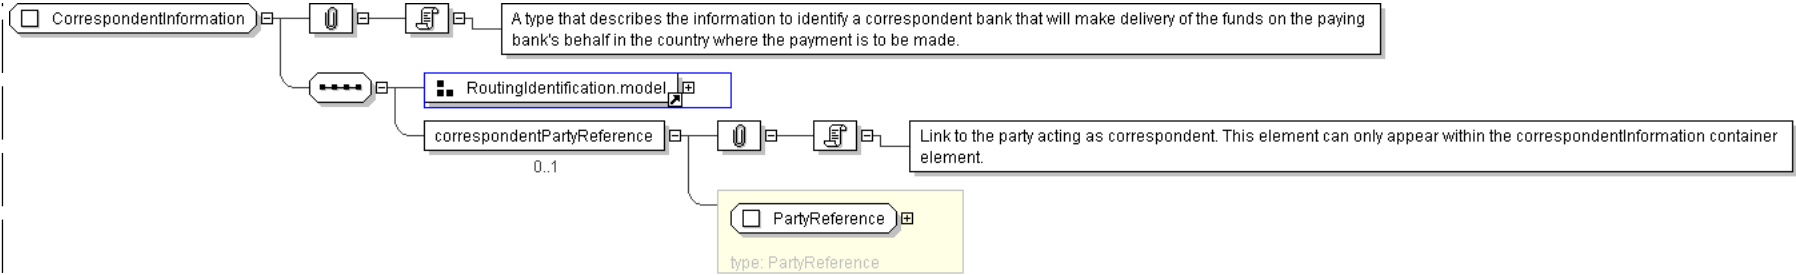 CorrespondentInformation
A type that describes the information to identify a correspondent bank that will make delivery of the funds on the paying
bank's behalf in the country where the payment is to be made.
RoutingIdentification.model
correspondentPartyReference
0..1
Link to the party acting as correspondent. This element can only appear within the correspondentInformation container
element.
PartyReference
type: PartyReference